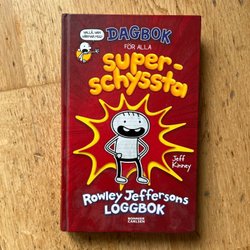 DAGBOK
FÖR ALLA
super-
schyssta
Jeff
Kinney
Rowley Jeffersons
LOGGBOK
BONNIER
CARLSEN